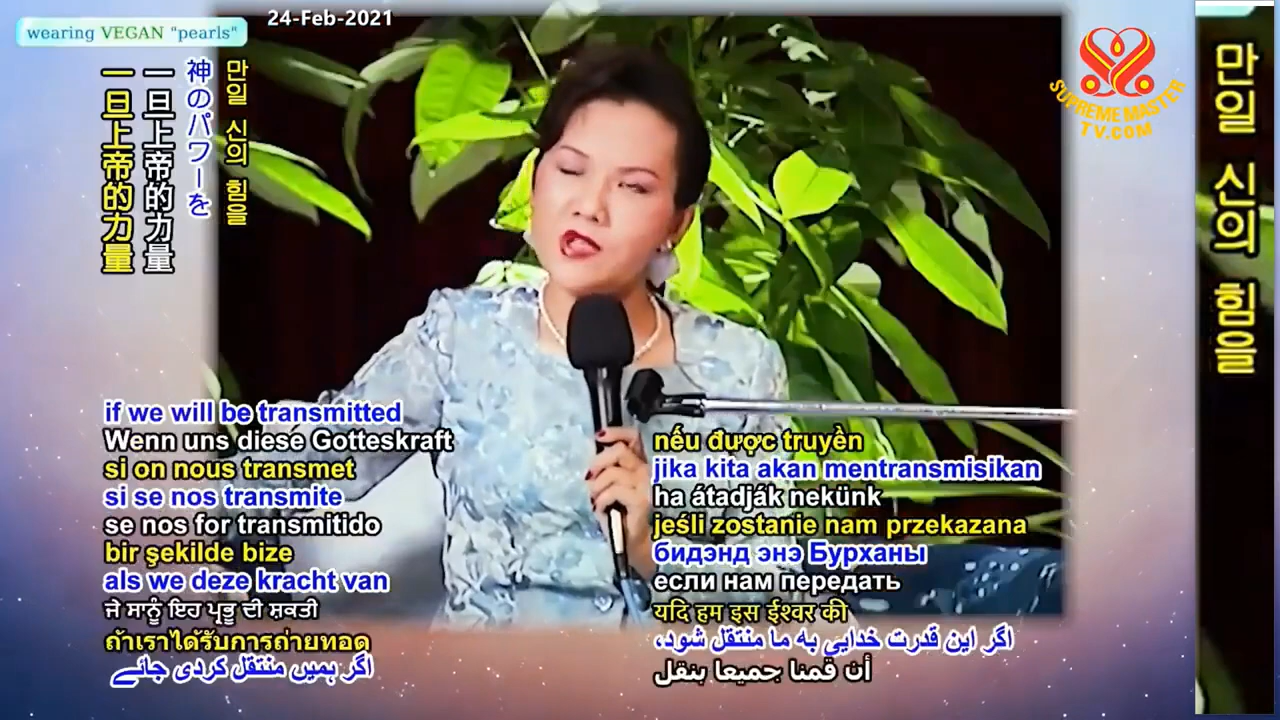 wearing VEGAN "pearls"
24-Feb-2021
SUPREME MASTER
TV.COM
만일 신의 힘을
神のパワーを
一旦上帝的力量
一旦上帝的力量
만일 신의 힘을
if we will be transmitted
Wenn uns diese Gotteskraft
si on nous transmet
si se nos transmite
se nos for transmitido
bir şekilde bize
als we deze kracht van
ਜੇ ਸਾਨੂੰ ਇਹ ਪ੍ਰਭੂ ਦੀ ਸ਼ਕਤੀ
ถ้าเราได้รับการถ่ายทอด
اگر ہمیں منتقل کردی جائے
nếu được truyền
jika kita akan mentransmisikan
ha átadják nekünk
jeśli zostanie nam przekazana
бидэнд энэ Бурханы
если нам передать
यदि हम इस ईश्वर की
اگر این قدرت خدایی به ما منتقل شود،
أن قمنا جميعا بنقل